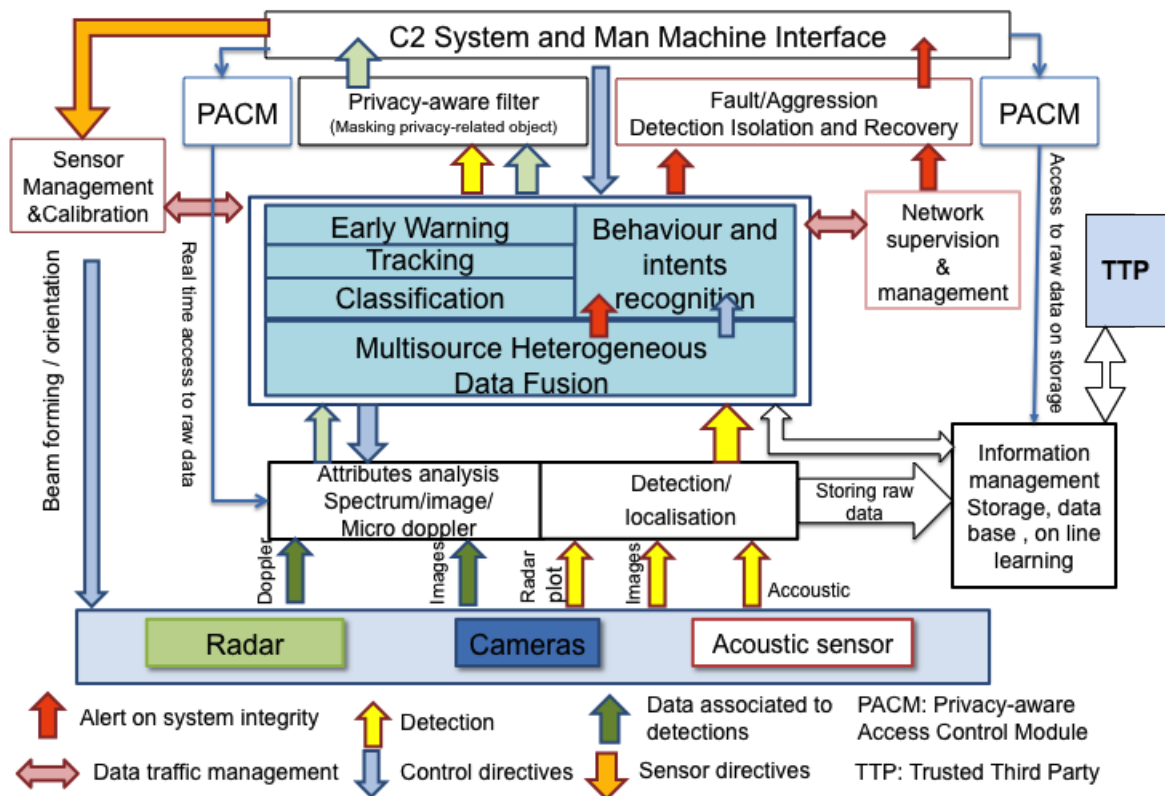 C2 System and Man Machine Interface
PACM
Privacy-aware filter
(Masking privacy-related object)
Fault/Aggression
Detection Isolation and Recovery
PACM
Sensor
Management
&Calibration
Early Warning
Tracking
Classification
Behaviour and
intents
recognition
Multisource Heterogeneous
Data Fusion
Network
supervision
&
management
TTP
Beam forming / orientation
Real time access to raw data
Access to raw data on storage
Attributes analysis
Spectrum/image/
Micro doppler
Detection/
localisation
Storing raw
data
Information
management
Storage, data
base , on line
learning
Doppler
Images
Radar
plot
Images
Accoustic
Radar
Cameras
Acoustic sensor
Alert on system integrity
Detection
Data associated to
detections
PACM: Privacy-aware
Access Control Module
Data traffic management
Control directives
Sensor directives
TTP: Trusted Third Party